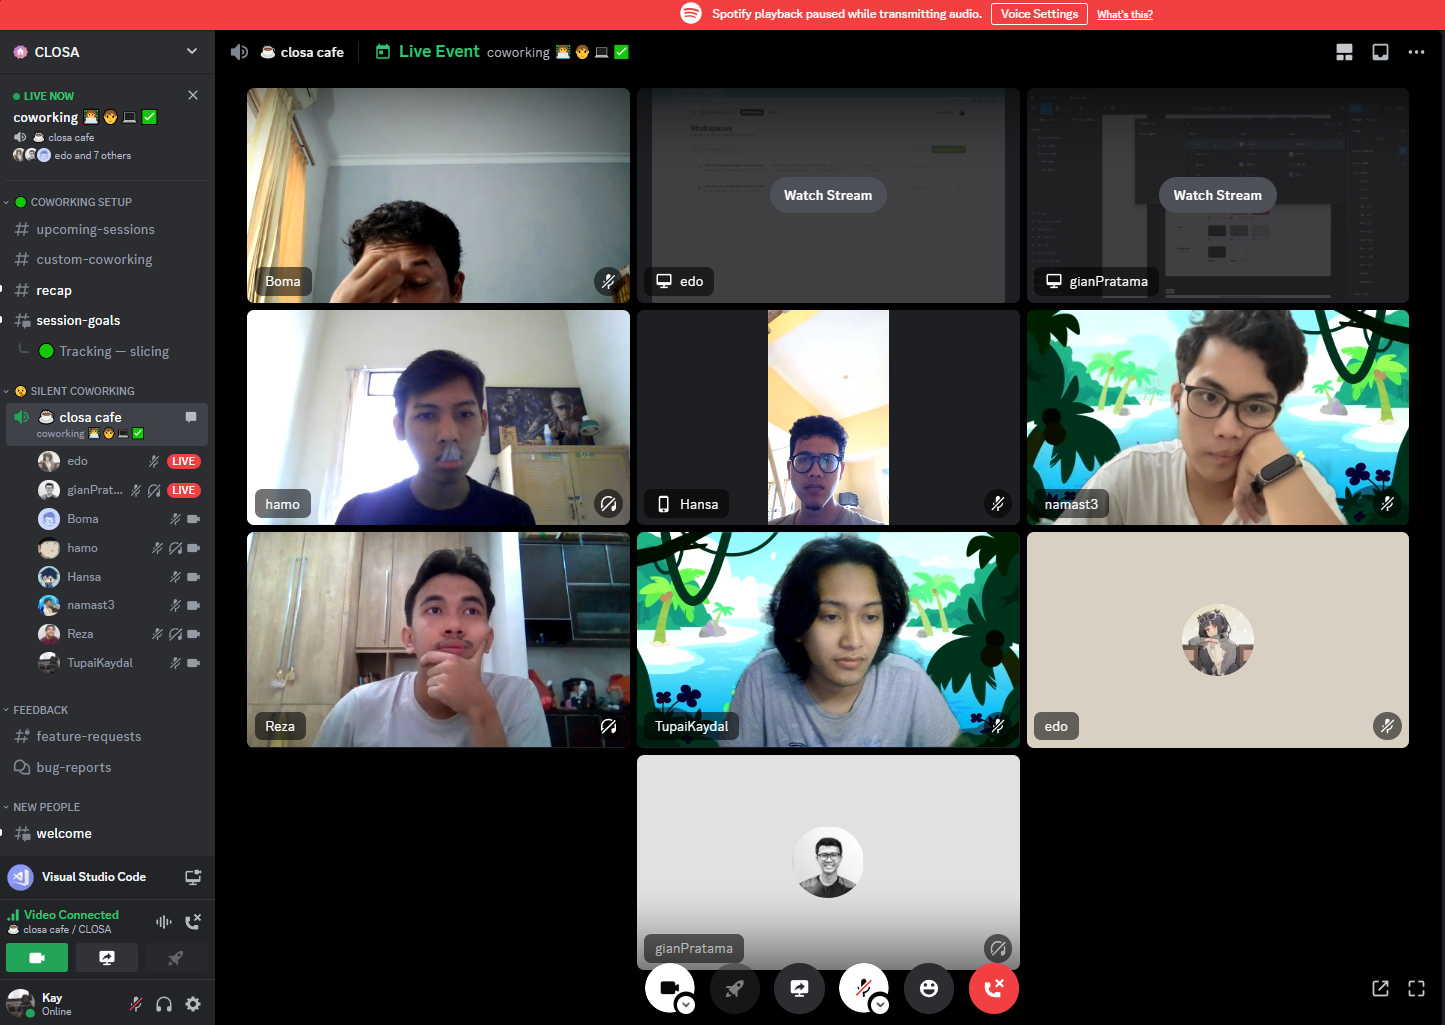 Spotify playback paused while transmitting audio.
Voice Settings
What's this?
CLOSA
LIVE NOW
coworking
closa cafe
edo and 7 others
COWORKING SETUP
upcoming-sessions
custom-coworking
recap
session-goals
Tracking — slicing
SILENT COWORKING
closa cafe
coworking
edo
LIVE
gianPrat...
LIVE
Boma
hamo
Hansa
namast3
Reza
TupaiKaydal
FEEDBACK
feature-requests
bug-reports
NEW PEOPLE
welcome
Visual Studio Code
Video Connected
closa cafe / CLOSA
Kay
Online
closa cafe
Live Event coworking
Boma
Workspaces
Watch Stream
edo
Watch Stream
gianPratama
hamo
Hansa
namast3
Reza
TupaiKaydal
edo
gianPratama